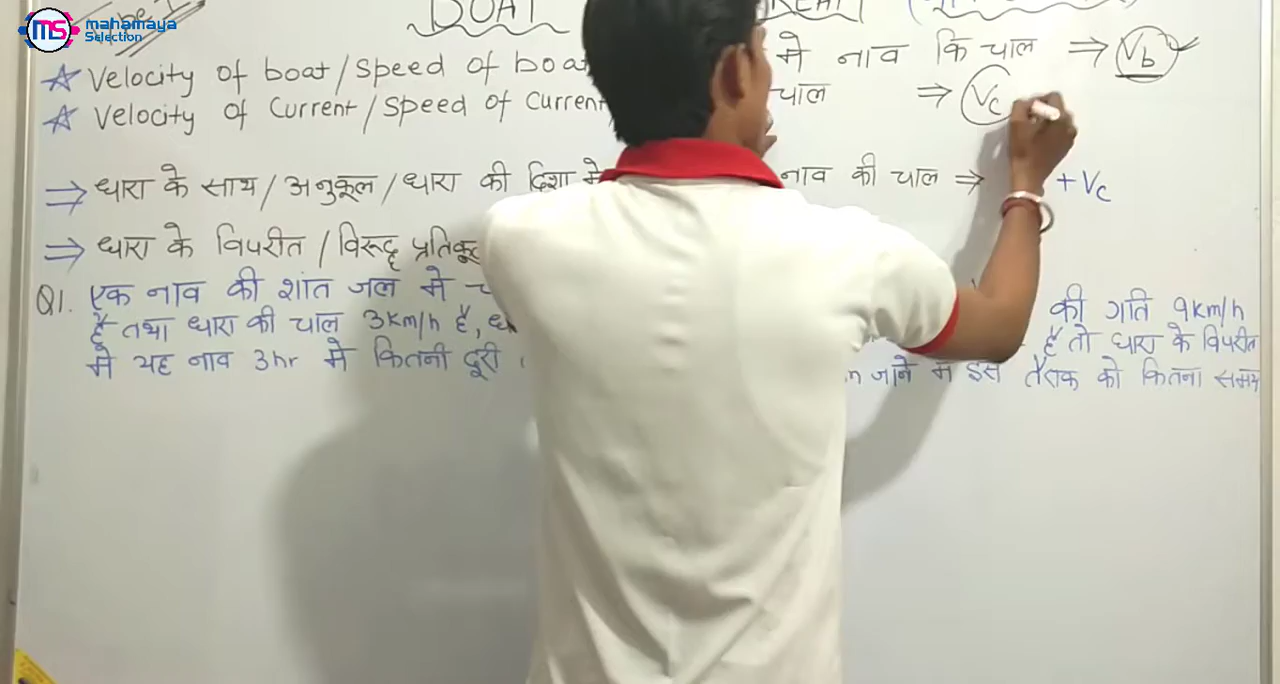 MS mahamaya Selection
BOAT
★ Velocity of boat/Speed of boat मे नाव कि चाल ⇒ Vb
★ Velocity of Current/Speed of Current चाल ⇒ Vc
⇒ धारा के साथ/अनुकूल/धारा की दिशा मे नाव की चाल ⇒ + Vc
⇒ धारा के विपरीत/विरूद्ध
Q1. एक नाव की शांत जल मे
है तथा धारा की चाल 3km/h है,
मे यह नाव 3hr मे कितनी दूरी
की गति 9km/h
है तो धारा के विपरीत
जाने मे इस तैराक को कितना समय